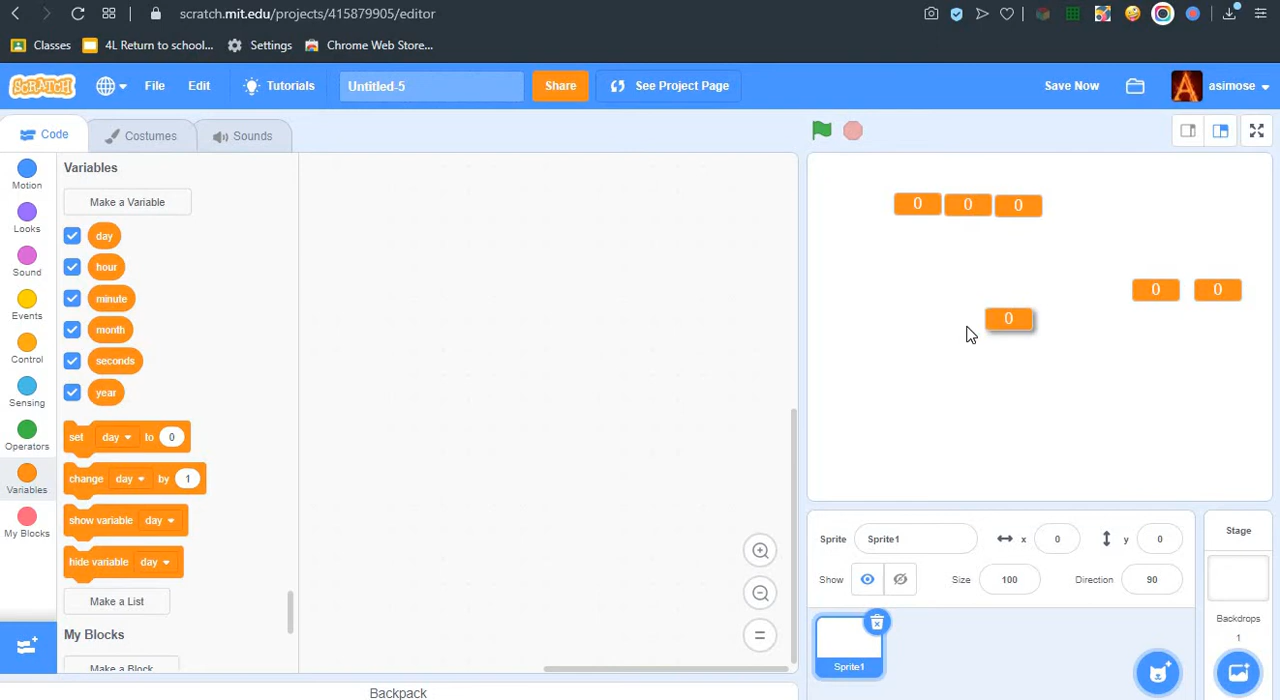 scratch.mit.edu/projects/415879905/editor
Classes 4L Return to school... Settings Chrome Web Store...
SCRATCH File Edit Tutorials Untitled-5 Share See Project Page Save Now asimose
Code Costumes Sounds
Motion
Looks
Sound
Events
Control
Sensing
Operators
Variables
My Blocks
Variables
Make a Variable
day
hour
minute
month
seconds
year
set day to 0
change day by 1
show variable day
hide variable day
Make a List
My Blocks
Make a Block
0 0 0
0 0
0
Sprite Sprite1 x 0 y 0
Show Size 100 Direction 90
Sprite1
Stage
Backdrops
1
Backpack